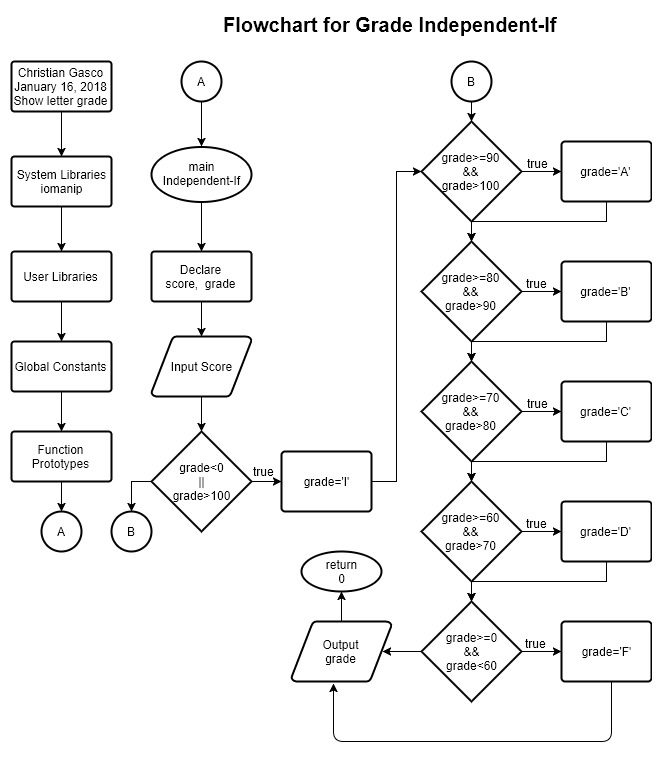 Flowchart for Grade Independent-If
Christian Gasco
January 16, 2018
Show letter grade
System Libraries
iomanip
User Libraries
Global Constants
Function
Prototypes
A
A
main
Independent-If
Declare
score,  grade
Input Score
grade<0
||
grade>100
true
grade='I'
B
B
grade>=90
&&
grade>100
true
grade='A'
grade>=80
&&
grade>90
true
grade='B'
grade>=70
&&
grade>80
true
grade='C'
grade>=60
&&
grade>70
true
grade='D'
grade>=0
&&
grade<60
true
grade='F'
Output
grade
return
0